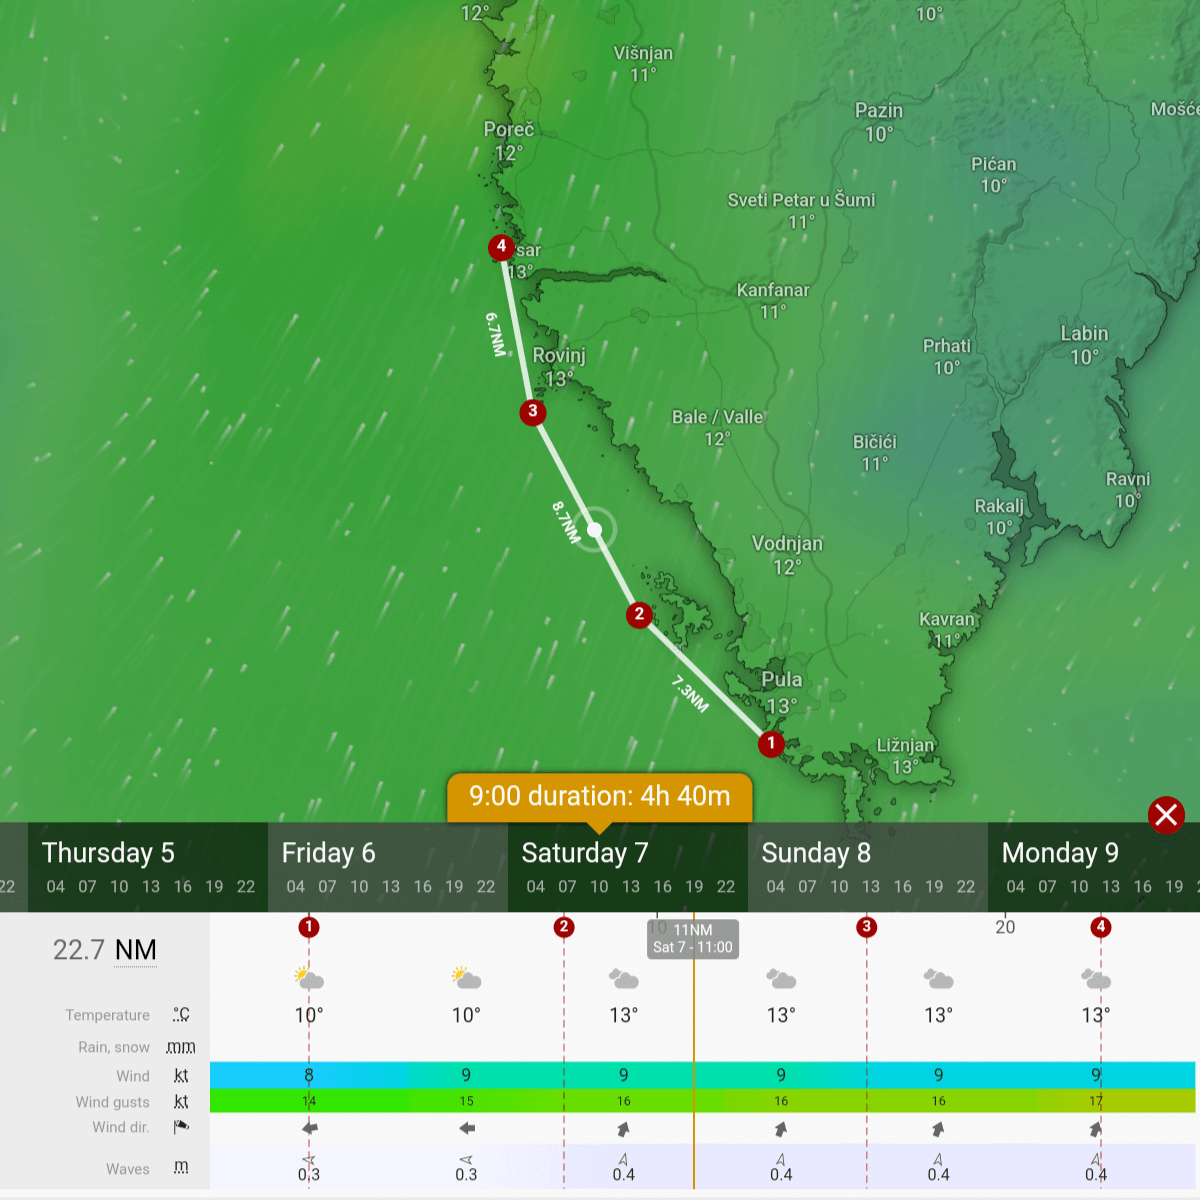 12°
10°
Višnjan
11°
Pazin
10°
Mošće
Poreč
12°
Pićan
10°
Sveti Petar u Šumi
11°
4
sar
13°
Kanfanar
11°
6.7NM
Labin
10°
Prhati
10°
Rovinj
13°
3
Bale / Valle
12°
Bičići
11°
Ravni
10°
8.7NM
Rakalj
10°
Vodnjan
12°
2
Kavran
11°
7.3NM
Pula
13°
1
Ližnjan
13°
9:00 duration: 4h 40m
Thursday 5 Friday 6 Saturday 7 Sunday 8 Monday 9
22 04 07 10 13 16 19 22 04 07 10 13 16 19 22 04 07 10 13 16 19 22 04 07 10 13 16 19 22 04 07 10 13 16 19
1 2 10 3 20 4
11NM
Sat 7 - 11:00
22.7 NM
Temperature °C 10° 10° 13° 13° 13° 13°
Rain, snow mm
Wind kt 8 9 9 9 9 9
Wind gusts kt 14 15 16 16 16 17
Wind dir.
Waves m 0.3 0.3 0.4 0.4 0.4 0.4